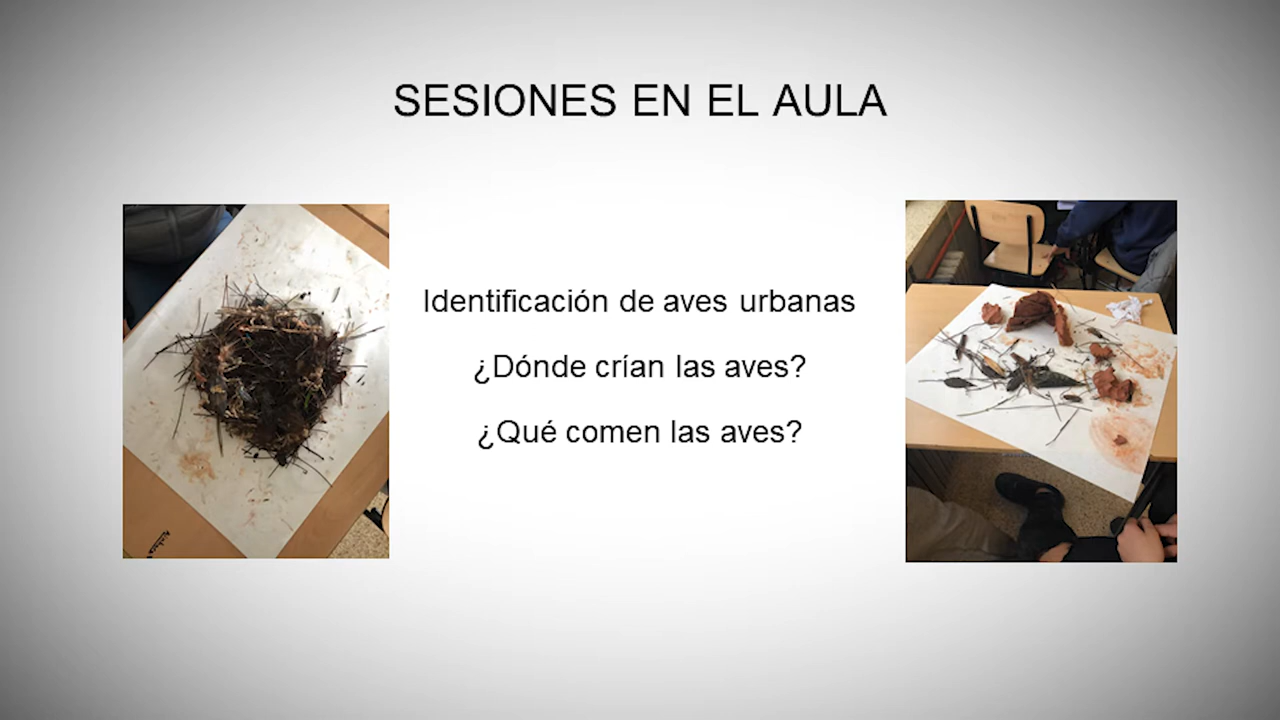 SESIONES EN EL AULA
Identificación de aves urbanas
¿Dónde crían las aves?
¿Qué comen las aves?